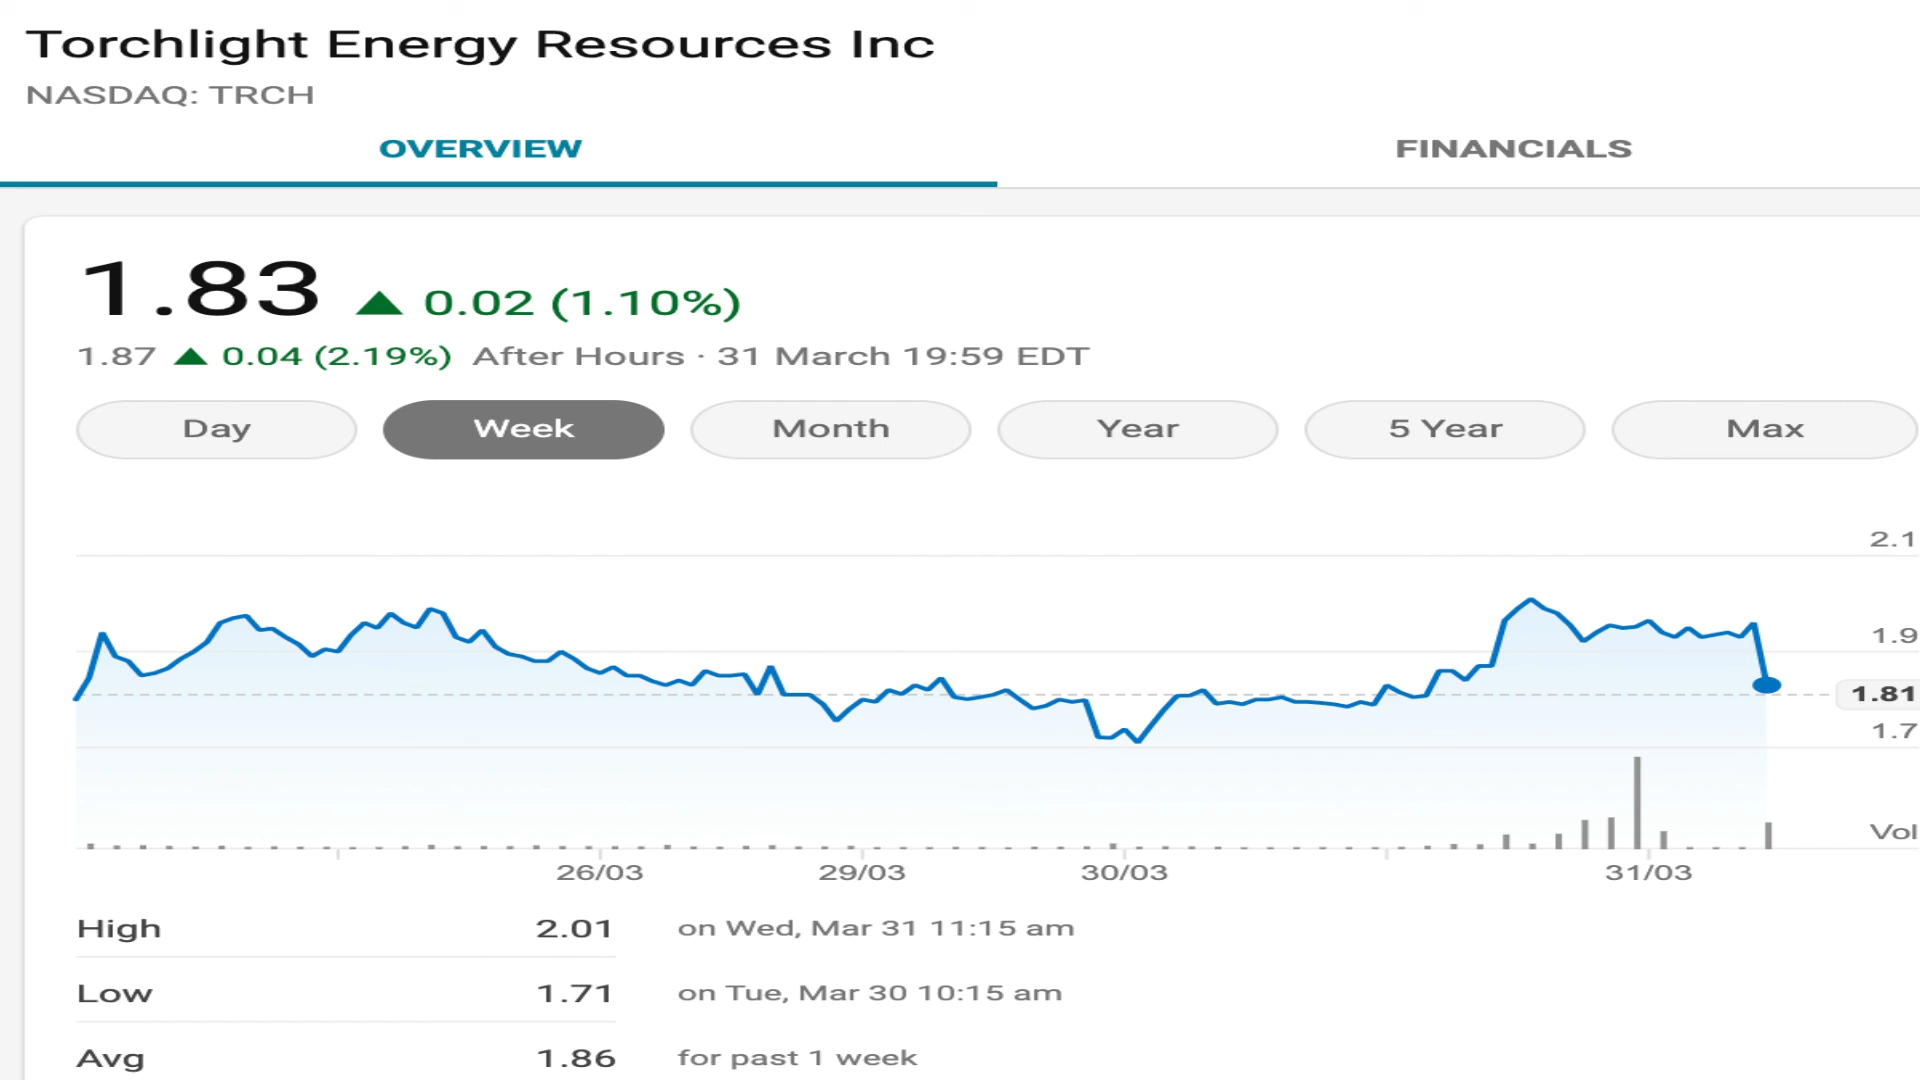 Torchlight Energy Resources Inc
NASDAQ: TRCH
OVERVIEW FINANCIALS
1.83 ▲ 0.02 (1.10%)
1.87 ▲ 0.04 (2.19%) After Hours · 31 March 19:59 EDT
Day Week Month Year 5 Year Max
2.1
1.9
1.81
1.7
Vol
26/03 29/03 30/03 31/03
High 2.01 on Wed, Mar 31 11:15 am
Low 1.71 on Tue, Mar 30 10:15 am
Avg 1.86 for past 1 week